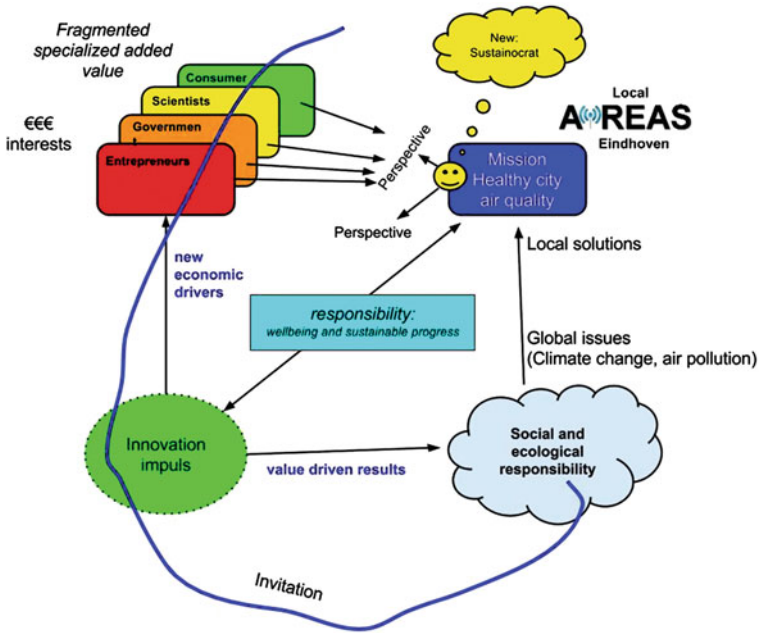 Fragmented
specialized added
value
€€€
interests
Consumer
Scientists
Governmen
t
Entrepreneurs
New:
Sustainocrat
Local
AiREAS
Eindhoven
Mission
Healthy city
air quality
Perspective
Perspective
new
economic
drivers
Local solutions
responsibility:
wellbeing and sustainable progress
Global issues
(Climate change, air pollution)
Innovation
impuls
value driven results
Social and
ecological
responsibility
Invitation